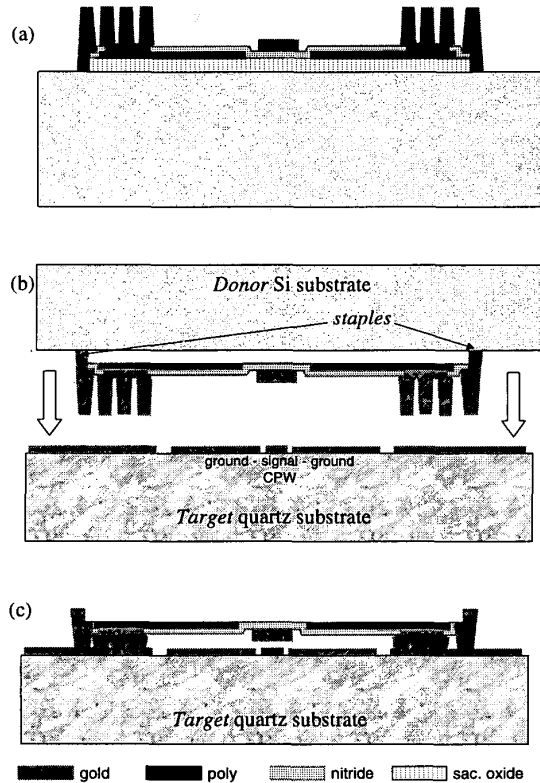 (a)
(b)
Donor Si substrate
staples
ground - signal - ground
CPW
Target quartz substrate
(c)
Target quartz substrate
gold poly nitride sac. oxide